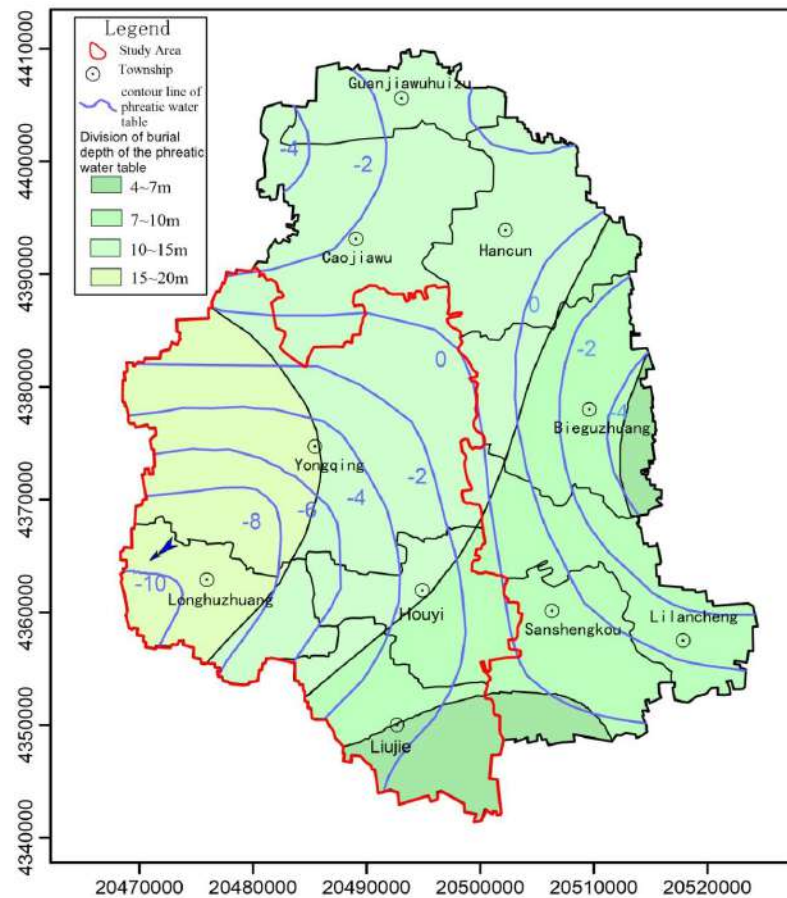 Legend
Study Area
Township
contour line of
phreatic water
table
Division of burial
depth of the phreatic
water table
4~7m
7~10m
10~15m
15~20m
4410000
4400000
4390000
4380000
4370000
4360000
4350000
4340000
Guanjiawuhuizu
-4
-2
Caojiawu
Hancun
0
-2
0
-4
Bieguzhuang
Yongqing
-2
-4
-6
-8
-10
Longhuzhuang
Houyi
Sanshengkou
Lilancheng
Liujie
20470000 20480000 20490000 20500000 20510000 20520000